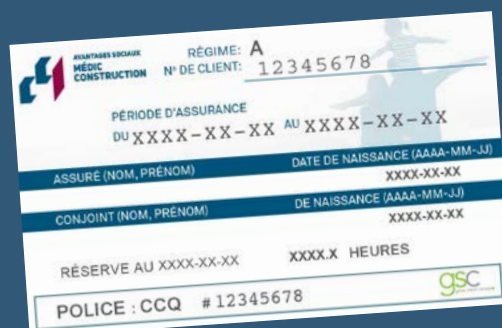 AVANTAGES SOCIAUX
MÉDIC
CONSTRUCTION
RÉGIME: A
N° DE CLIENT: 12345678
PÉRIODE D'ASSURANCE
DU XXXX-XX-XX AU XXXX-XX-XX
ASSURÉ (NOM, PRÉNOM) DATE DE NAISSANCE (AAAA-MM-JJ)
XXXX-XX-XX
CONJOINT (NOM, PRÉNOM) DE NAISSANCE (AAAA-MM-JJ)
XXXX-XX-XX
RÉSERVE AU XXXX-XX-XX XXXX.X HEURES
POLICE : CCQ #12345678
gsc